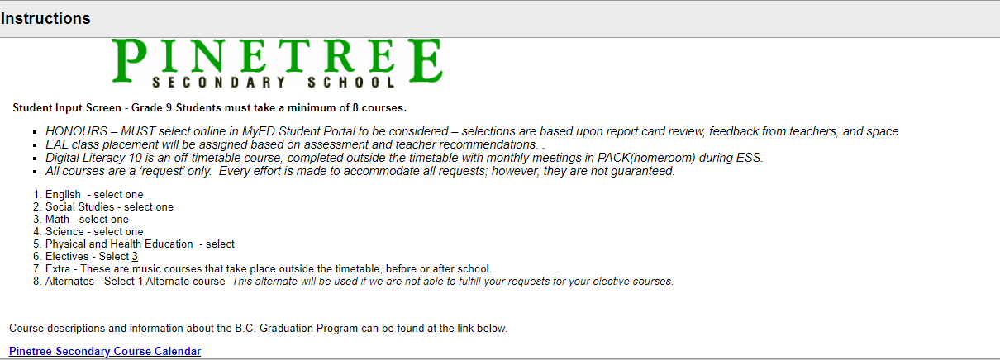 Instructions
PINETREE
SECONDARY SCHOOL
Student Input Screen - Grade 9 Students must take a minimum of 8 courses.
▪ HONOURS – MUST select online in MyED Student Portal to be considered – selections are based upon report card review, feedback from teachers, and space
▪ EAL class placement will be assigned based on assessment and teacher recommendations. .
▪ Digital Literacy 10 is an off-timetable course, completed outside the timetable with monthly meetings in PACK(homeroom) during ESS.
▪ All courses are a ‘request’ only.  Every effort is made to accommodate all requests; however, they are not guaranteed.
1. English  - select one
2. Social Studies - select one
3. Math - select one
4. Science - select one
5. Physical and Health Education  - select
6. Electives - Select 3
7. Extra - These are music courses that take place outside the timetable, before or after school.
8. Alternates - Select 1 Alternate course  This alternate will be used if we are not able to fulfill your requests for your elective courses.
Course descriptions and information about the B.C. Graduation Program can be found at the link below.
Pinetree Secondary Course Calendar